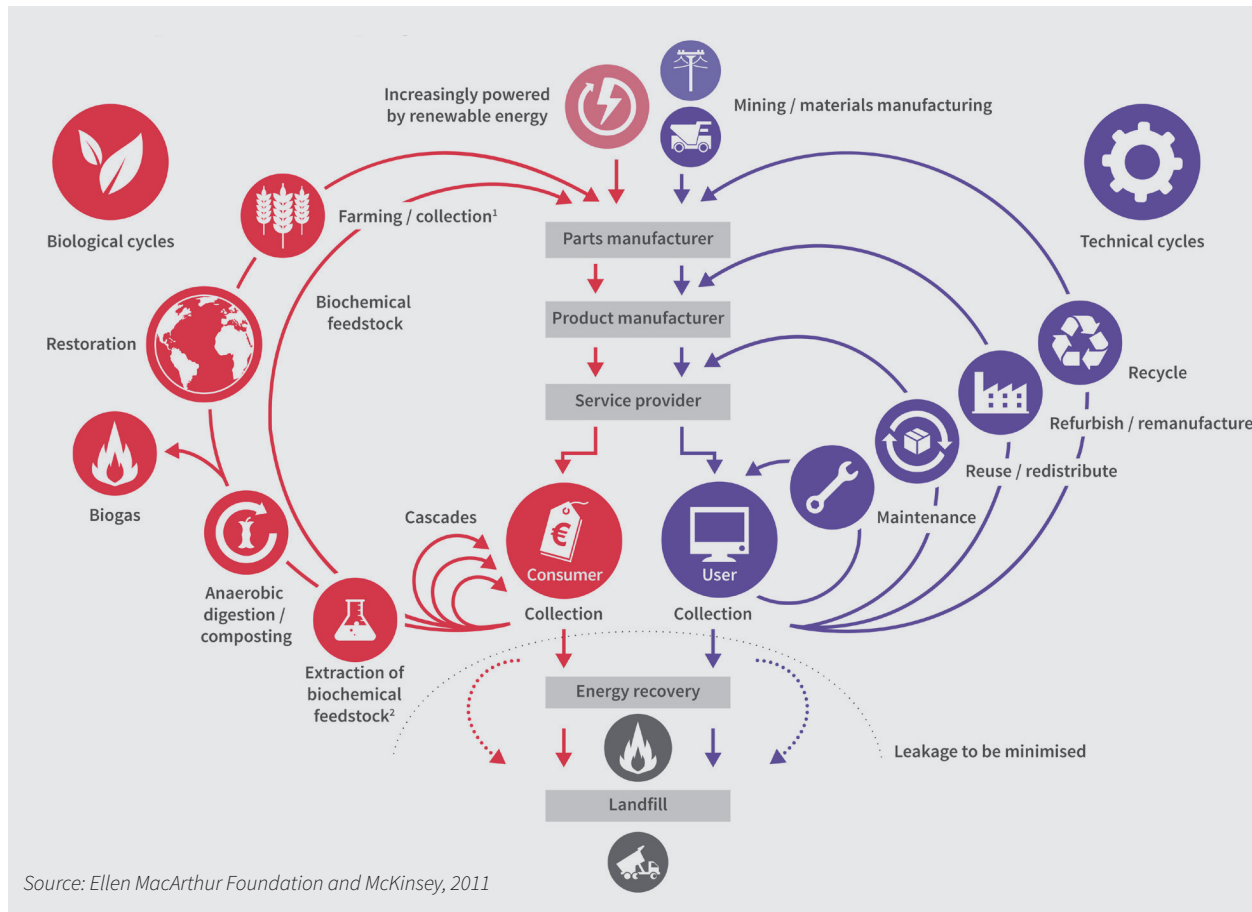 Increasingly powered
by renewable energy
Mining / materials manufacturing
Biological cycles
Farming / collection¹
Parts manufacturer
Technical cycles
Biochemical
feedstock
Product manufacturer
Restoration
Recycle
Service provider
Refurbish / remanufacture
Reuse / redistribute
Biogas
Cascades
Maintenance
€
Consumer
User
Anaerobic
digestion /
composting
Collection
Collection
Extraction of
biochemical
feedstock²
Energy recovery
Leakage to be minimised
Landfill
Source: Ellen MacArthur Foundation and McKinsey, 2011